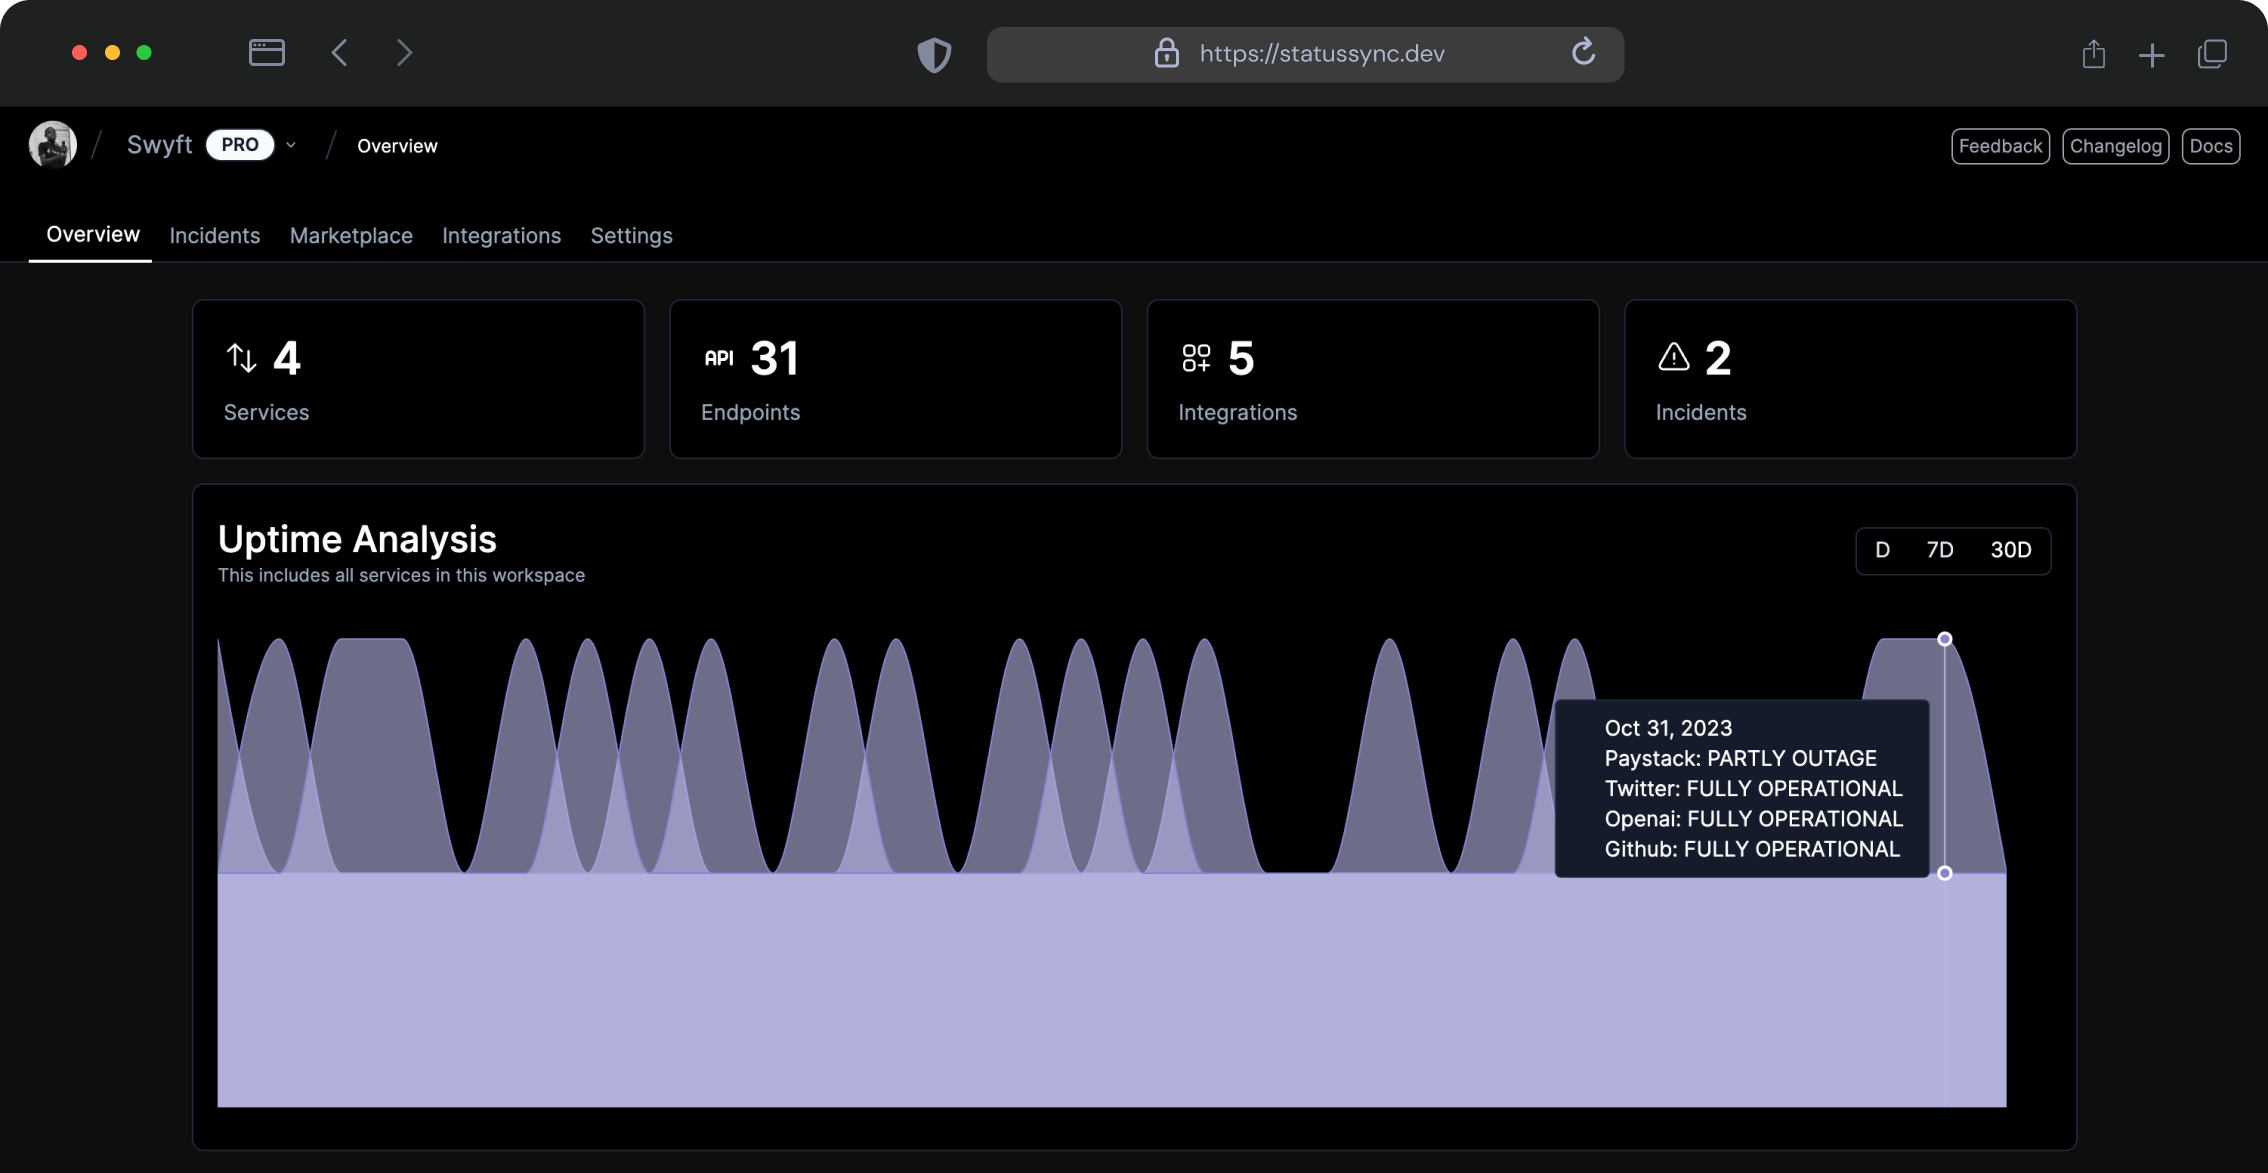 https://statussync.dev
Swyft PRO Overview
Feedback Changelog Docs
Overview Incidents Marketplace Integrations Settings
4
Services
API 31
Endpoints
5
Integrations
2
Incidents
Uptime Analysis
This includes all services in this workspace
D 7D 30D
Oct 31, 2023
Paystack: PARTLY OUTAGE
Twitter: FULLY OPERATIONAL
Openai: FULLY OPERATIONAL
Github: FULLY OPERATIONAL